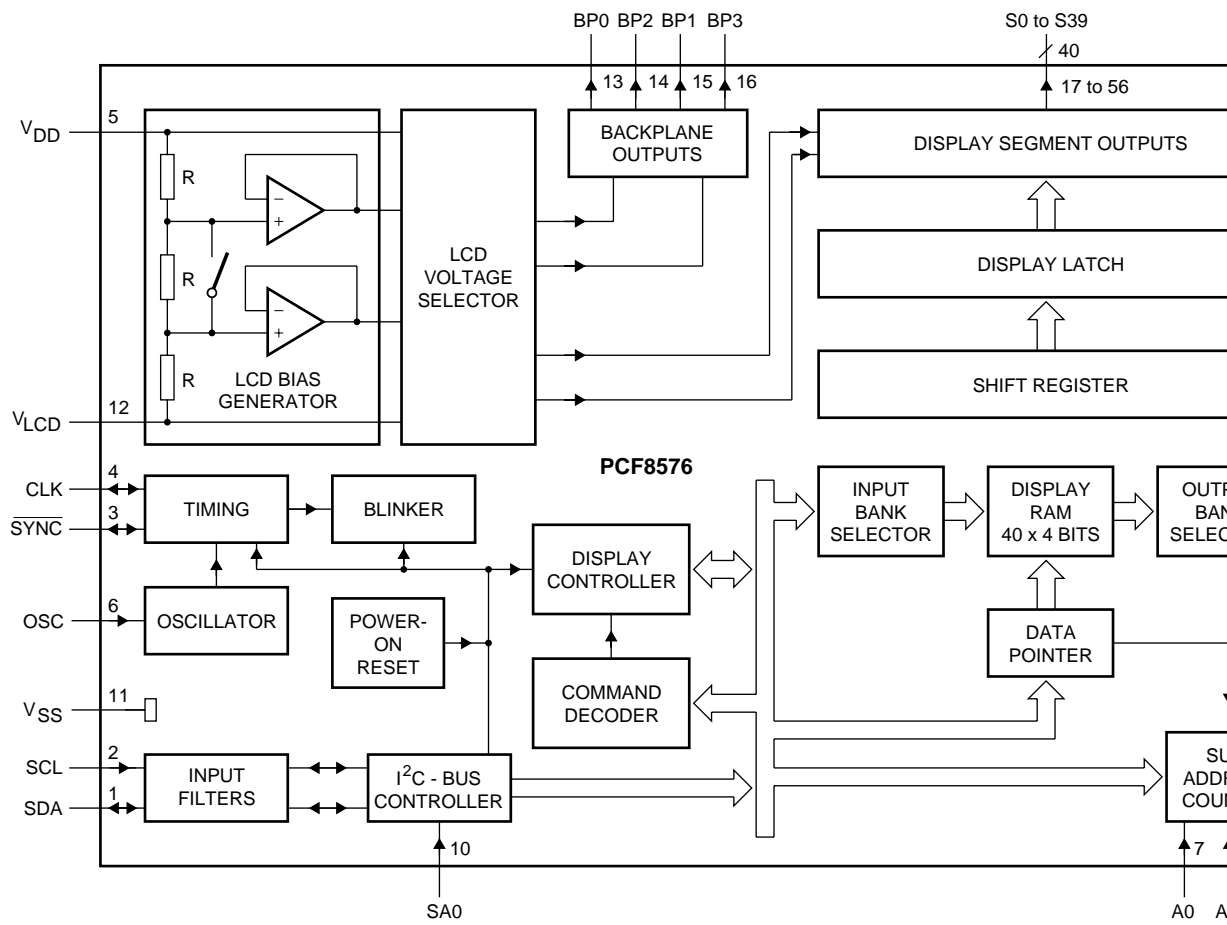 BP0 BP2 BP1 BP3
S0 to S39
40
13 14 15 16
17 to 56
VDD
5
R
R
R
LCD BIAS
GENERATOR
LCD
VOLTAGE
SELECTOR
BACKPLANE
OUTPUTS
DISPLAY SEGMENT OUTPUTS
DISPLAY LATCH
SHIFT REGISTER
VLCD
12
PCF8576
CLK
4
SYNC
3
TIMING
BLINKER
OSC
6
OSCILLATOR
POWER-
ON
RESET
DISPLAY
CONTROLLER
COMMAND
DECODER
INPUT
BANK
SELECTOR
DISPLAY
RAM
40 x 4 BITS
DATA
POINTER
VSS
11
SCL
2
SDA
1
INPUT
FILTERS
I2C - BUS
CONTROLLER
10
SA0
7
A0